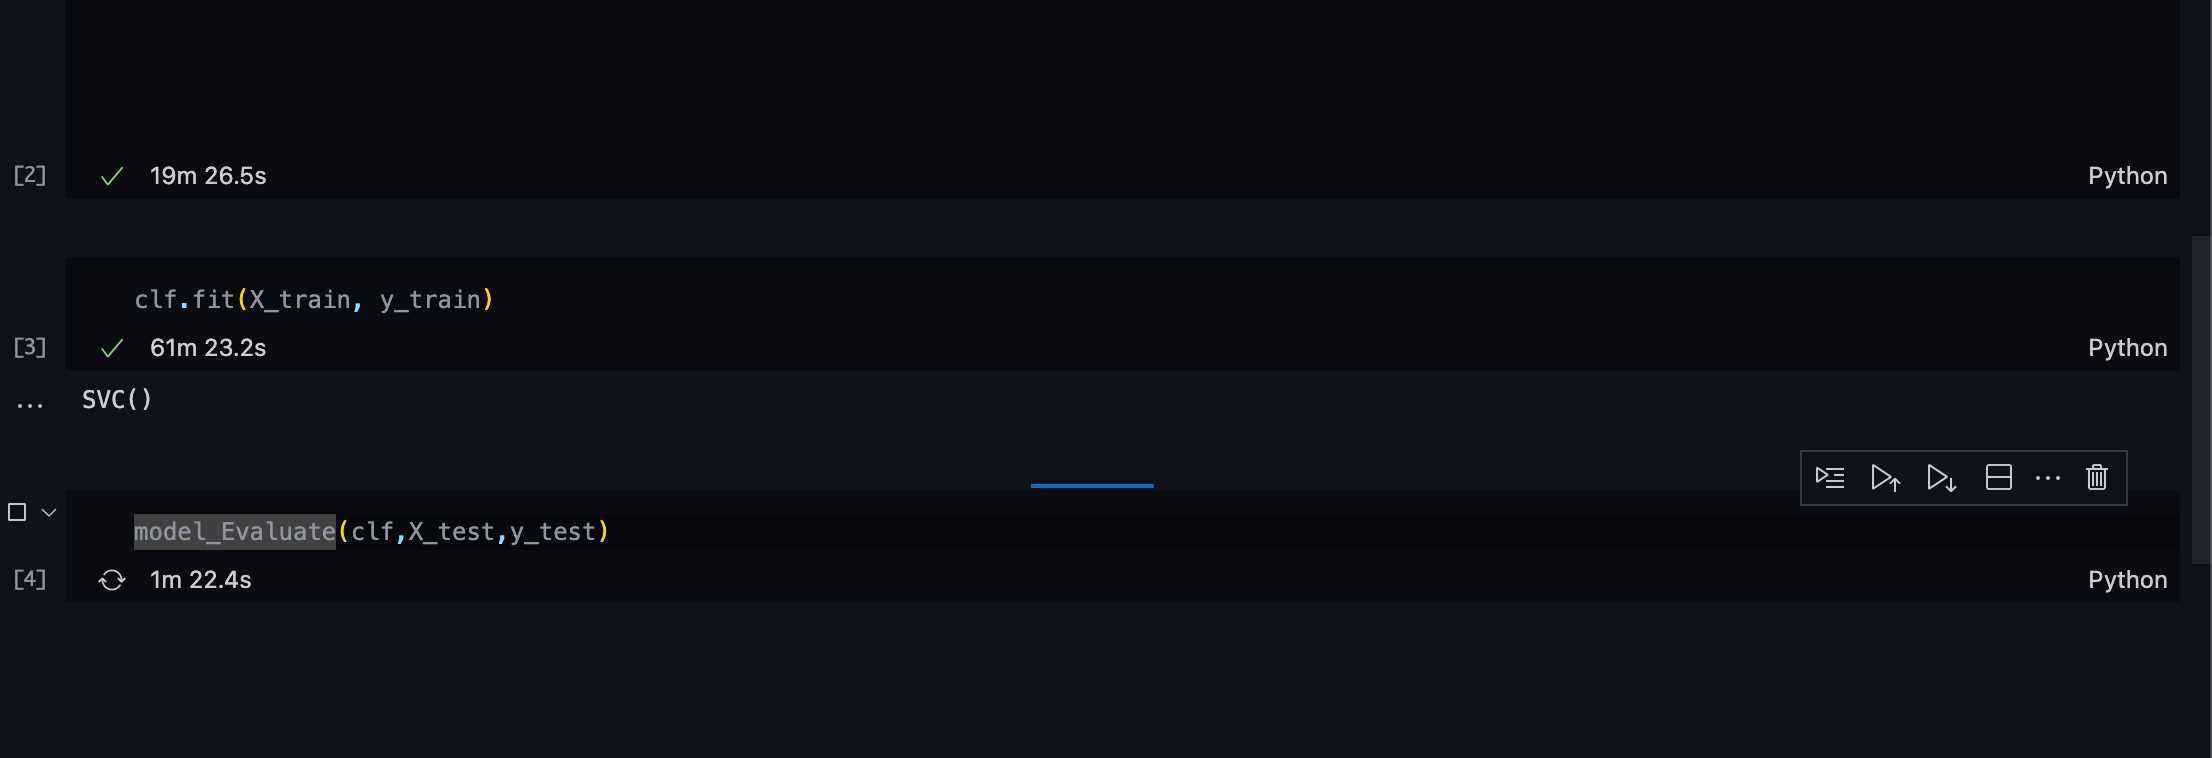 [2] 19m 26.5s Python
clf.fit(X_train, y_train)
[3] 61m 23.2s Python
... SVC()
model_Evaluate(clf,X_test,y_test)
[4] 1m 22.4s Python